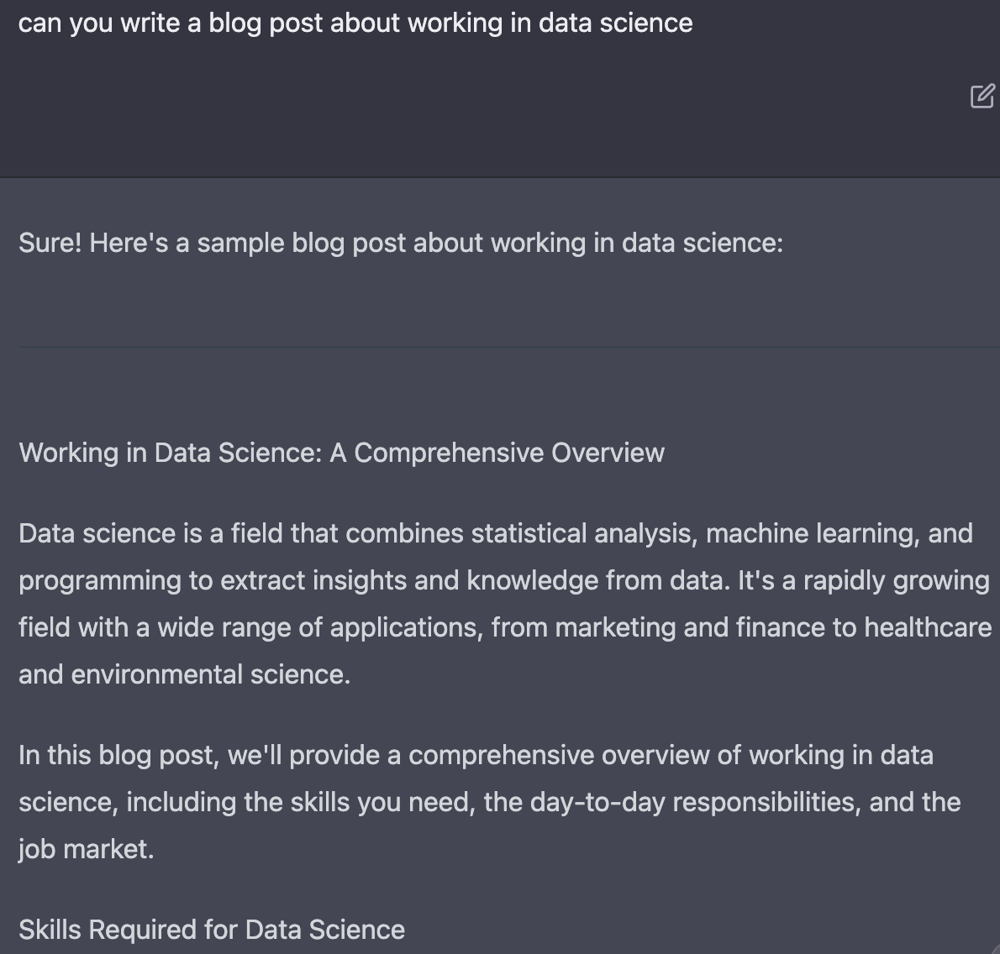 can you write a blog post about working in data science
Sure! Here's a sample blog post about working in data science:
Working in Data Science: A Comprehensive Overview
Data science is a field that combines statistical analysis, machine learning, and
programming to extract insights and knowledge from data. It's a rapidly growing
field with a wide range of applications, from marketing and finance to healthcare
and environmental science.
In this blog post, we'll provide a comprehensive overview of working in data
science, including the skills you need, the day-to-day responsibilities, and the
job market.
Skills Required for Data Science